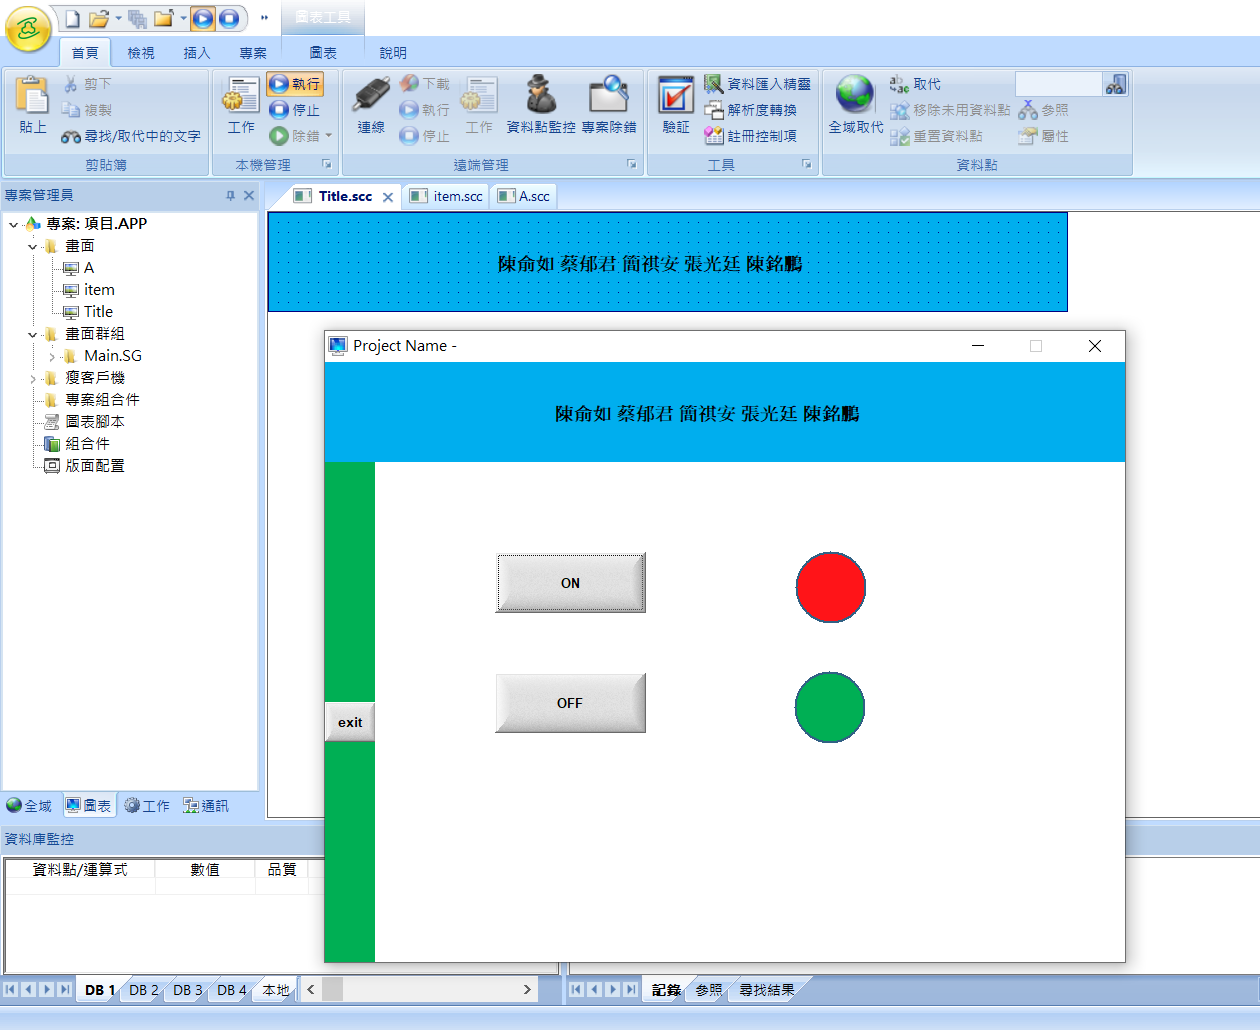 圖表工具
首頁 檢視 插入 專案 圖表 說明
貼上 剪下 複製 尋找/取代中的文字 剪貼簿
工作 執行 停止 除錯 本機管理
連線 下載 執行 停止 工作 資料點監控 專案除錯 遠端管理
驗証 資料匯入精靈 解析度轉換 註冊控制項 工具
全域取代 取代 移除未用資料點 重置資料點 參照 屬性 資料點
專案管理員
Title.scc item.scc A.scc
專案: 項目.APP
畫面
A
item
Title
畫面群組
Main.SG
瘦客戶機
專案組合件
圖表腳本
組合件
版面配置
全域 圖表 工作 通訊
陳俞如 蔡郁君 簡祺安 張光廷 陳銘鵬
Project Name -
陳俞如 蔡郁君 簡祺安 張光廷 陳銘鵬
ON
OFF
exit
資料庫監控
資料點/運算式 數值 品質
DB 1 DB 2 DB 3 DB 4 本地
記錄 參照 尋找結果